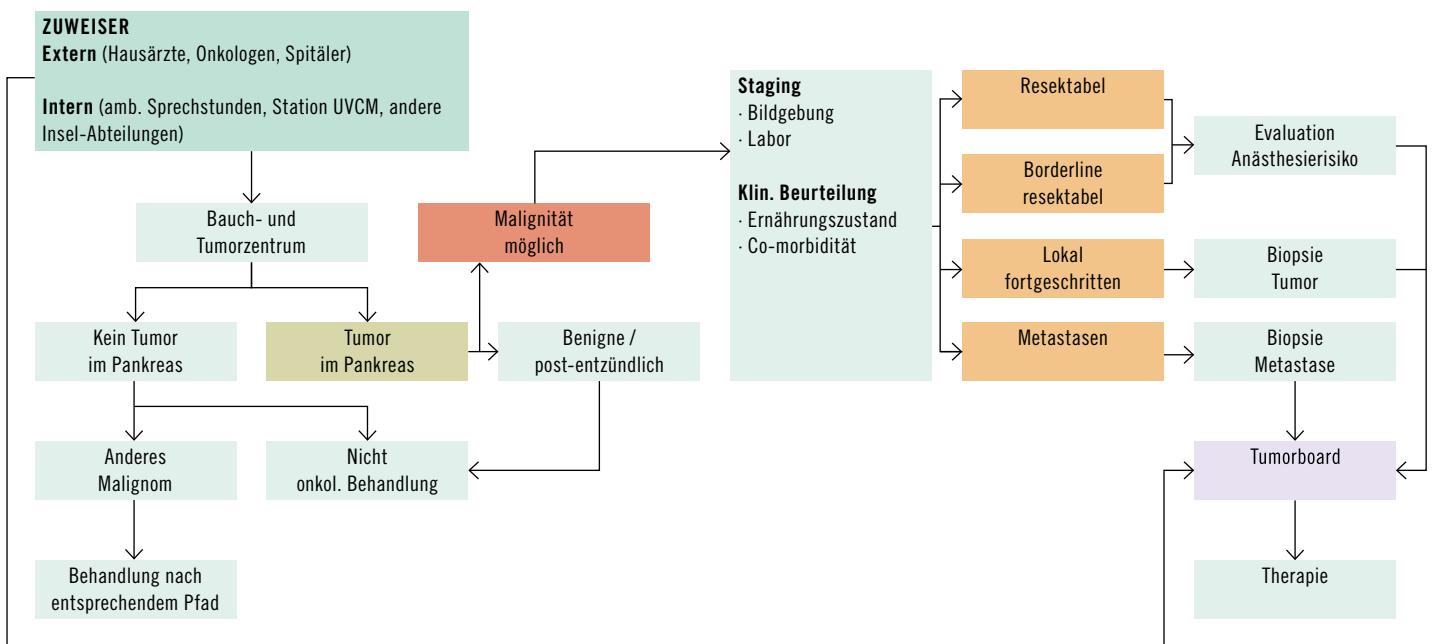 ZUWEISER
Extern (Hausärzte, Onkologen, Spitäler)
Intern (amb. Sprechstunden, Station UVCM, andere
Insel-Abteilungen)
Bauch- und
Tumorzentrum
Kein Tumor
im Pankreas
Tumor
im Pankreas
Malignität
möglich
Benigne /
post-entzündlich
Anderes
Malignom
Nicht
onkol. Behandlung
Behandlung nach
entsprechendem Pfad
Staging
· Bildgebung
· Labor
Klin. Beurteilung
· Ernährungszustand
· Co-morbidität
Resektabel
Borderline
resektabel
Lokal
fortgeschritten
Metastasen
Evaluation
Anästhesierisiko
Biopsie
Tumor
Biopsie
Metastase
Tumorboard
Therapie